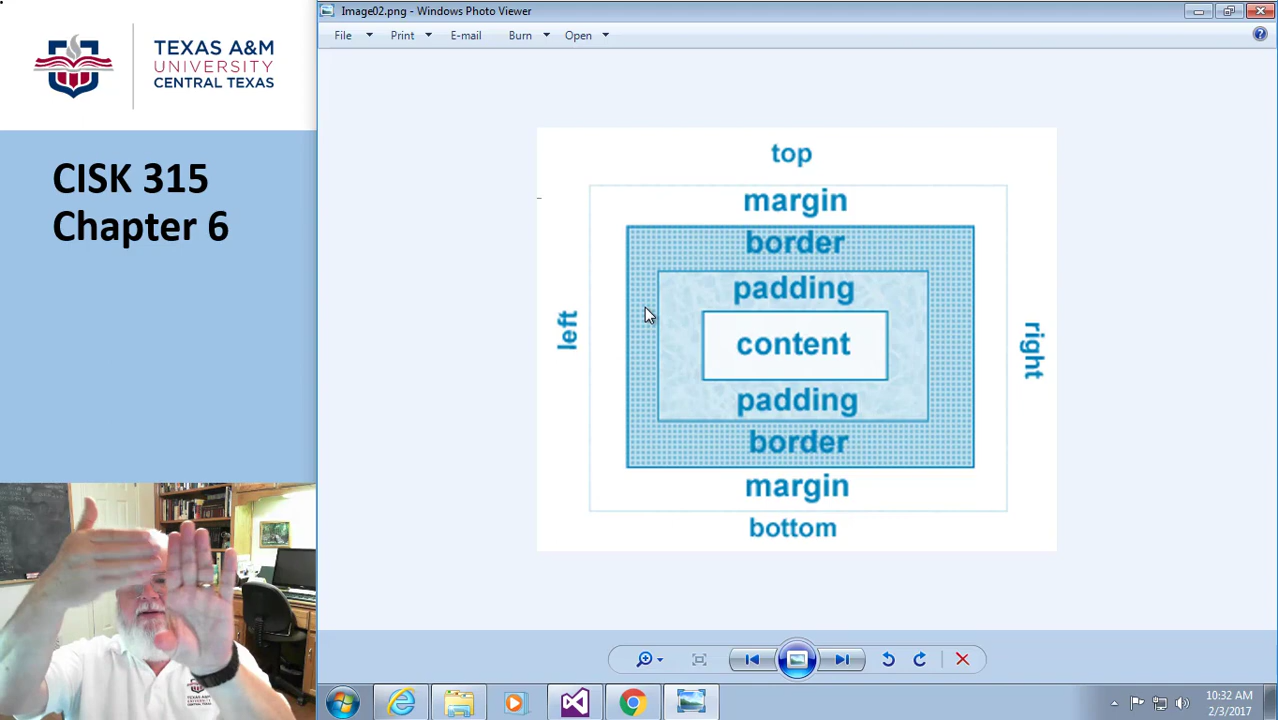 TEXAS A&M
UNIVERSITY
CENTRAL TEXAS
CISK 315
Chapter 6
Image02.png - Windows Photo Viewer
File Print E-mail Burn Open
top
margin
border
padding
left
content
right
padding
border
margin
bottom
10:32 AM
2/3/2017